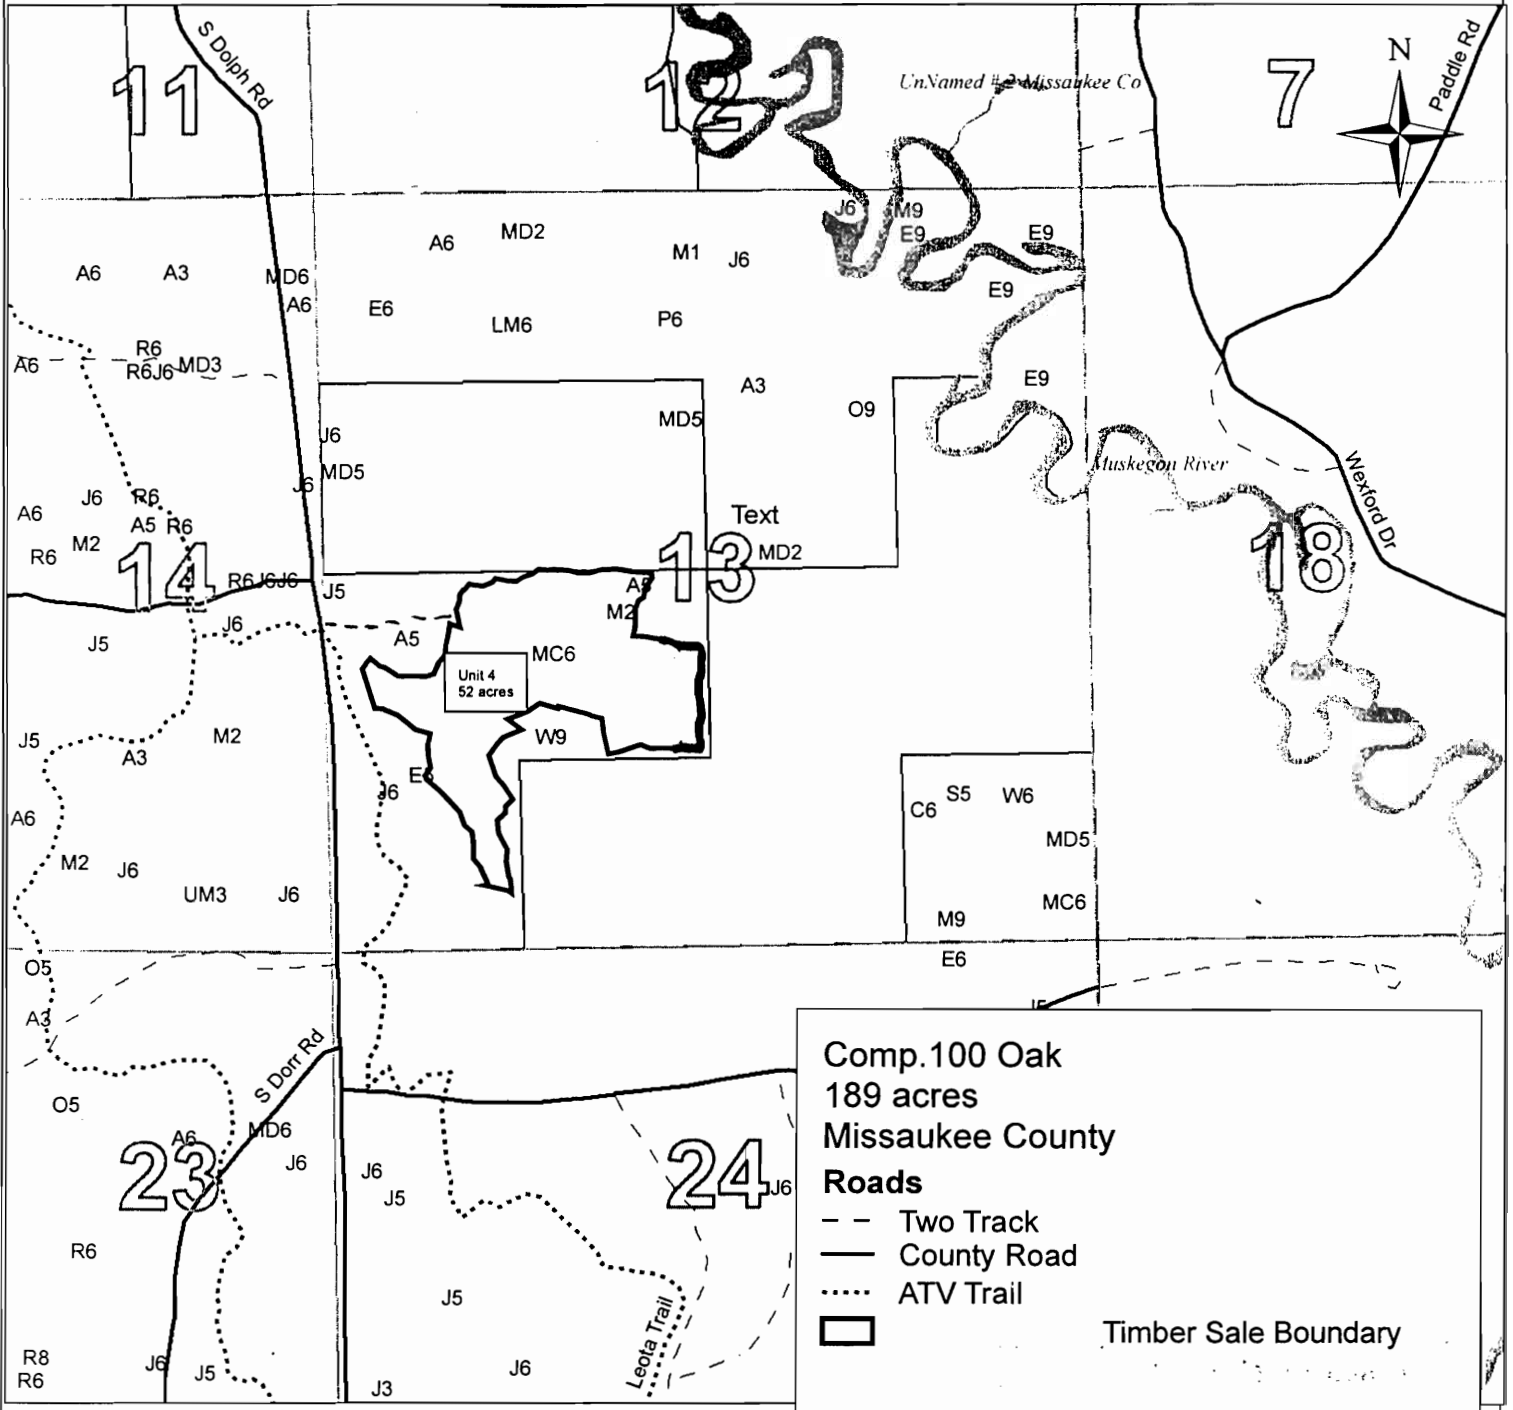 11
S Dolph Rd
12
UnNamed # 2 Missaukee Co
7
N
Paddle Rd
J6
M9
E9
E9
A6
MD2
M1
J6
A6
A3
MD6
A6
E9
E6
LM6
P6
R6
A6
R6J6
MD3
A3
E9
MD5
O9
J6
Muskegon River
MD5
J6
Wexford Dr
J6
R6
A6
A5
R6
Text
M2
R6
14
13
MD2
18
R6J6J6
J5
M2
J6
J5
A5
MC6
Unit 4
52 acres
J5
M2
A3
W9
J6
S5
W6
C6
A6
MD5
M2
J6
UM3
J6
MC6
M9
O5
E6
A3
S Dorr Rd
O5
A6
MD6
23
J6
J6
24
J6
J5
R6
J5
Leota Trail
R8
R6
J6
J5
J3
J6
Comp.100 Oak
189 acres
Missaukee County
Roads
Two Track
County Road
ATV Trail
Timber Sale Boundary